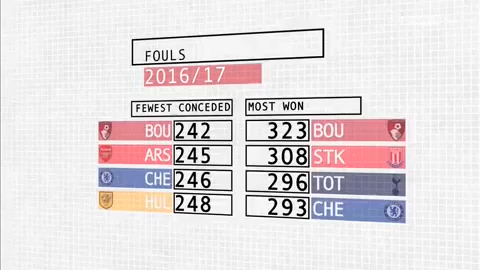 FOULS
2016/17
FEWEST CONCEDED MOST WON
BOU 242 323 BOU
ARS 245 308 STK
CHE 246 296 TOT
HUL 248 293 CHE